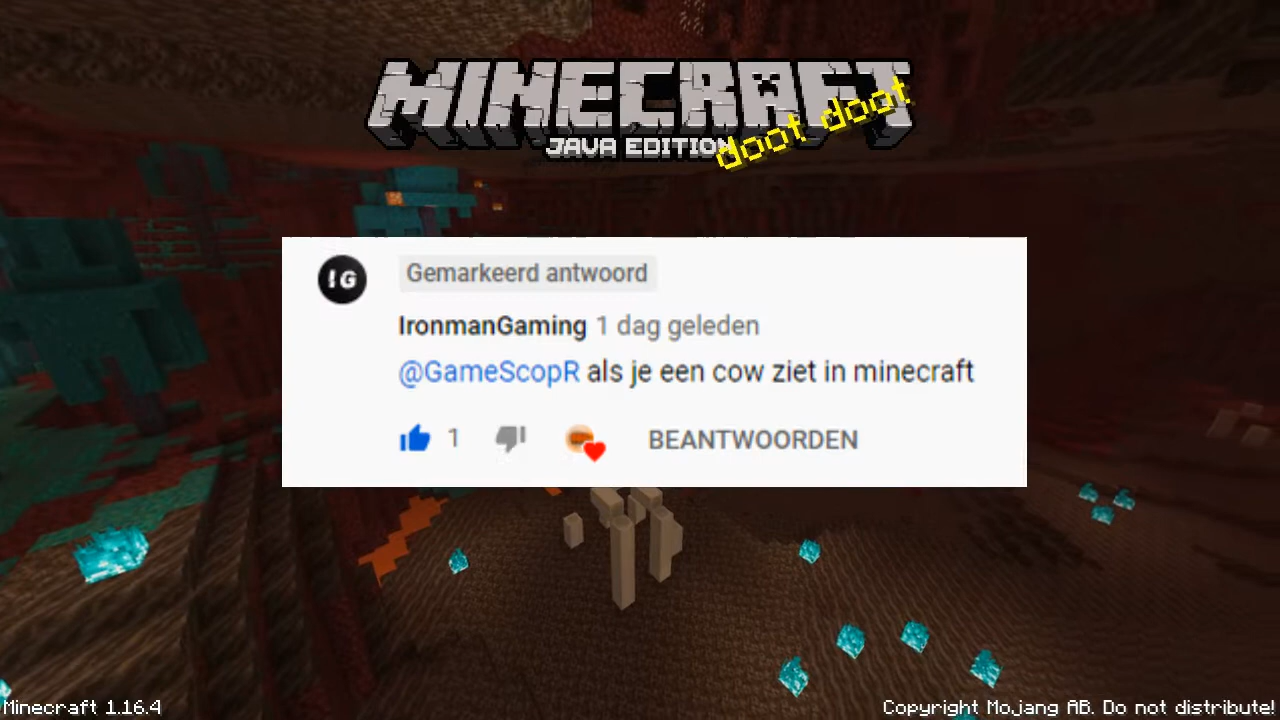 MINECRAFT
JAVA EDITION
doot doot
IG
Gemarkeerd antwoord
IronmanGaming 1 dag geleden
@GameScopR als je een cow ziet in minecraft
1
BEANTWOORDEN
Minecraft 1.16.4
Copyright Mojang AB. Do not distribute!